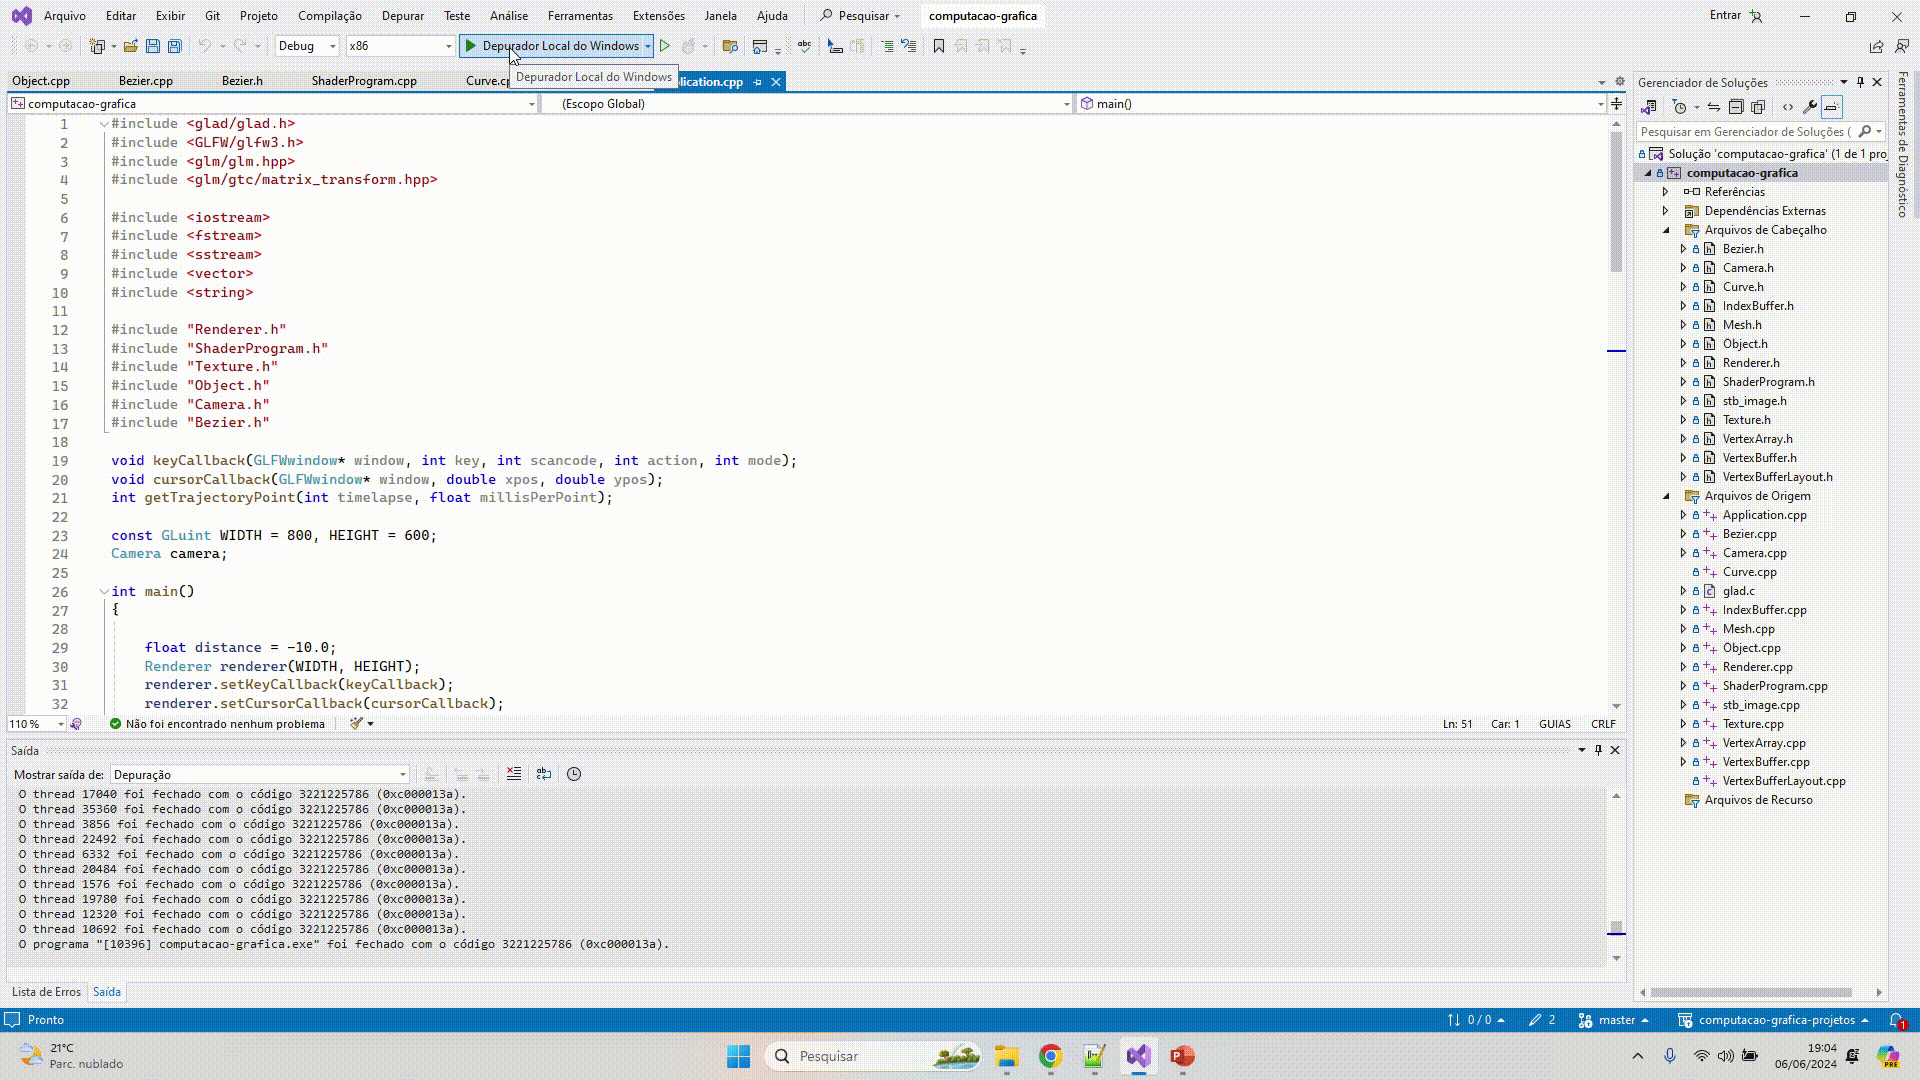 Arquivo Editar Exibir Git Projeto Compilação Depurar Teste Análise Ferramentas Extensões Janela Ajuda Pesquisar computacao-grafica Entrar
Debug x86 Depurador Local do Windows
Object.cpp Bezier.cpp Bezier.h ShaderProgram.cpp Curve.cp plication.cpp
Depurador Local do Windows
computacao-grafica (Escopo Global) main()
1 #include <glad/glad.h>
2 #include <GLFW/glfw3.h>
3 #include <glm/glm.hpp>
4 #include <glm/gtc/matrix_transform.hpp>
5
6 #include <iostream>
7 #include <fstream>
8 #include <sstream>
9 #include <vector>
10 #include <string>
11
12 #include "Renderer.h"
13 #include "ShaderProgram.h"
14 #include "Texture.h"
15 #include "Object.h"
16 #include "Camera.h"
17 #include "Bezier.h"
18
19 void keyCallback(GLFWwindow* window, int key, int scancode, int action, int mode);
20 void cursorCallback(GLFWwindow* window, double xpos, double ypos);
21 int getTrajectoryPoint(int timelapse, float millisPerPoint);
22
23 const GLuint WIDTH = 800, HEIGHT = 600;
24 Camera camera;
25
26 int main()
27 {
28
29 float distance = -10.0;
30 Renderer renderer(WIDTH, HEIGHT);
31 renderer.setKeyCallback(keyCallback);
32 renderer.setCursorCallback(cursorCallback);
110 % Não foi encontrado nenhum problema Ln: 51 Car: 1 GUIAS CRLF
Saída
Mostrar saída de: Depuração
O thread 17040 foi fechado com o código 3221225786 (0xc000013a).
O thread 35360 foi fechado com o código 3221225786 (0xc000013a).
O thread 3856 foi fechado com o código 3221225786 (0xc000013a).
O thread 22492 foi fechado com o código 3221225786 (0xc000013a).
O thread 6332 foi fechado com o código 3221225786 (0xc000013a).
O thread 20484 foi fechado com o código 3221225786 (0xc000013a).
O thread 1576 foi fechado com o código 3221225786 (0xc000013a).
O thread 19780 foi fechado com o código 3221225786 (0xc000013a).
O thread 12320 foi fechado com o código 3221225786 (0xc000013a).
O thread 10692 foi fechado com o código 3221225786 (0xc000013a).
O programa "[10396] computacao-grafica.exe" foi fechado com o código 3221225786 (0xc000013a).
Lista de Erros Saída
Gerenciador de Soluções
Pesquisar em Gerenciador de Soluções (
Solução 'computacao-grafica' (1 de 1 proj
computacao-grafica
Referências
Dependências Externas
Arquivos de Cabeçalho
Bezier.h
Camera.h
Curve.h
IndexBuffer.h
Mesh.h
Object.h
Renderer.h
ShaderProgram.h
stb_image.h
Texture.h
VertexArray.h
VertexBuffer.h
VertexBufferLayout.h
Arquivos de Origem
Application.cpp
Bezier.cpp
Camera.cpp
Curve.cpp
glad.c
IndexBuffer.cpp
Mesh.cpp
Object.cpp
Renderer.cpp
ShaderProgram.cpp
stb_image.cpp
Texture.cpp
VertexArray.cpp
VertexBuffer.cpp
VertexBufferLayout.cpp
Arquivos de Recurso
Ferramentas de Diagnóstico
Pronto 0 / 0 2 master computacao-grafica-projetos 1
21°C
Parc. nublado
Pesquisar
19:04
06/06/2024
PRE